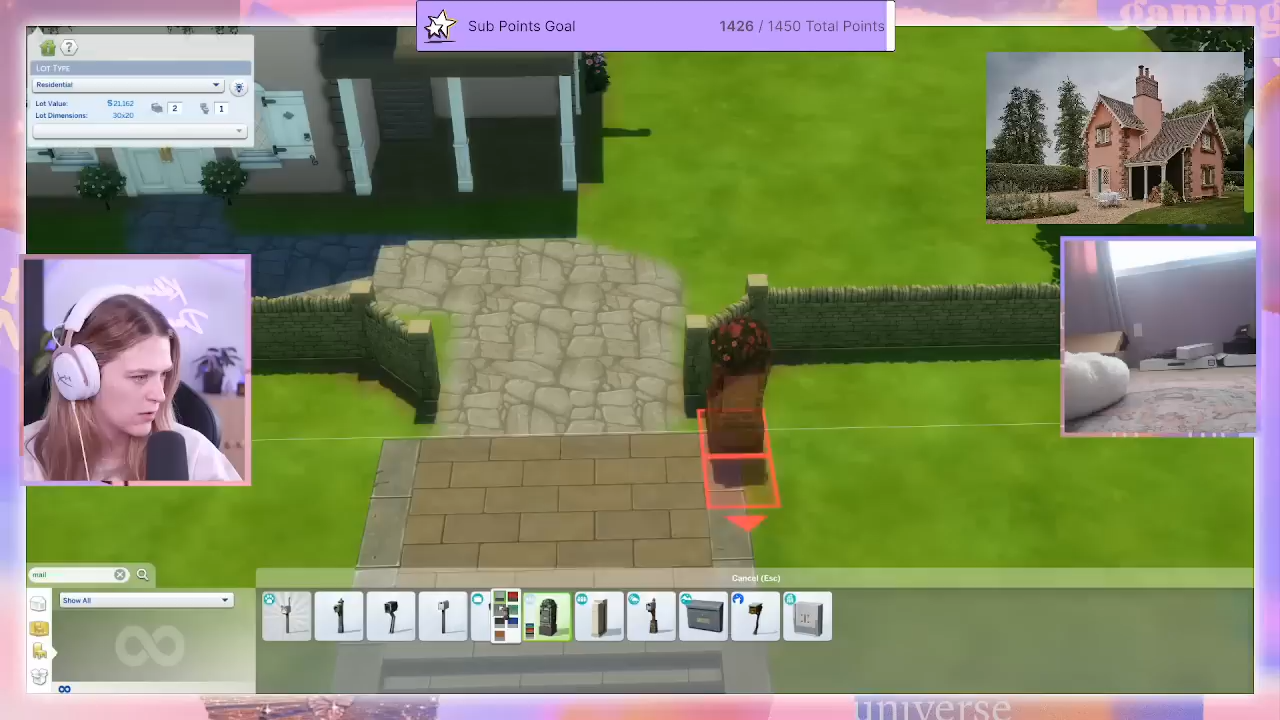 gaming
Sub Points Goal
1426 / 1450 Total Points
?
LOT TYPE
Residential
Lot Value: §21,162
2
1
Lot Dimensions: 30x20
mail
Cancel (Esc)
Show All
universe